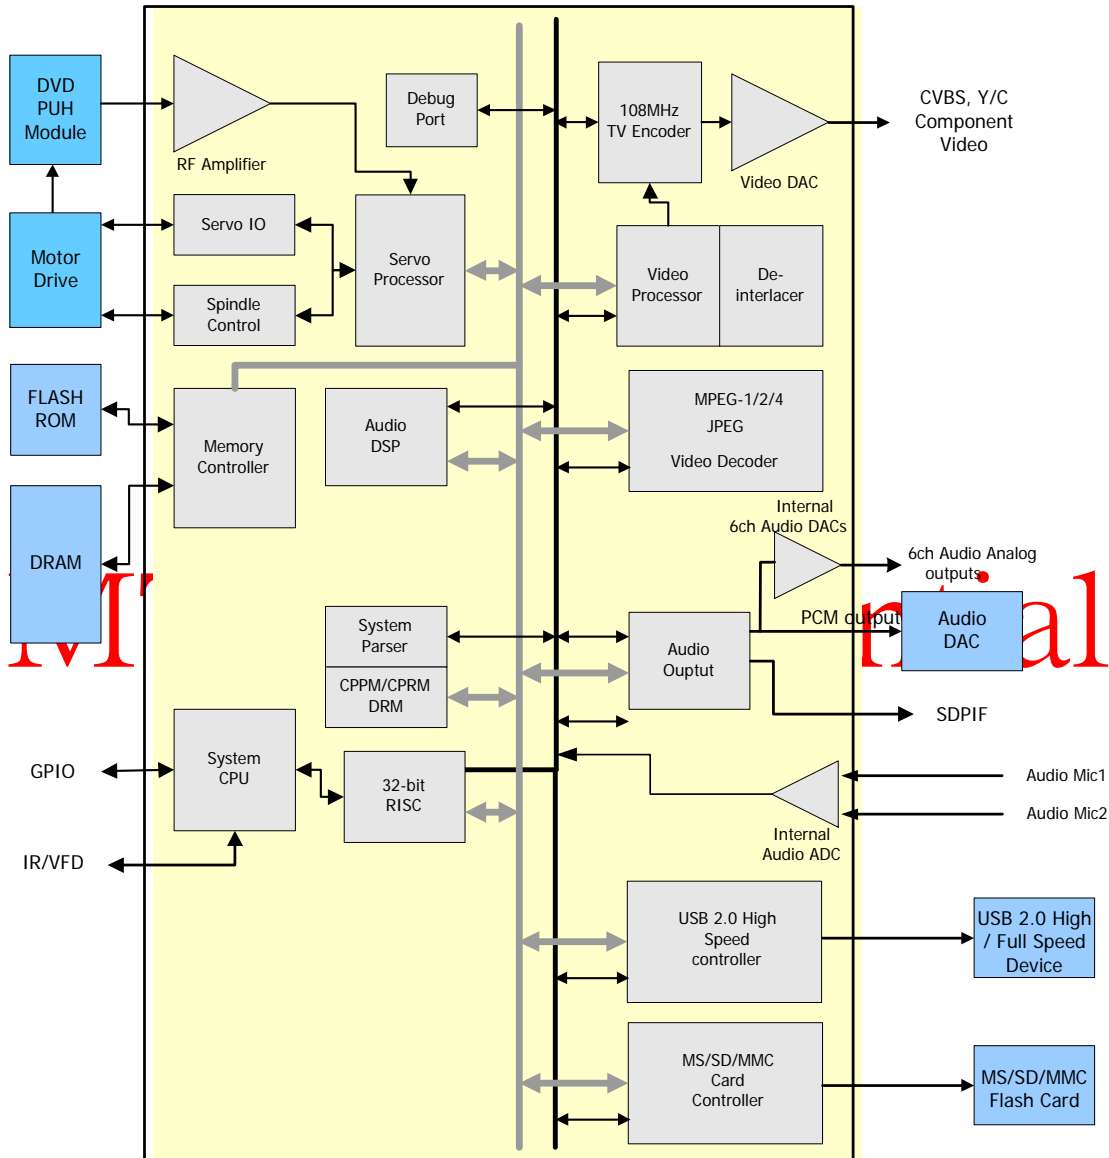 DVD
PUH
Module
RF Amplifier
Debug
Port
108MHz
TV Encoder
Video DAC
CVBS, Y/C
Component
Video
Motor
Drive
Servo IO
Spindle
Control
Servo
Processor
Video
Processor
De-
interlacer
FLASH
ROM
Memory
Controller
Audio
DSP
MPEG-1/2/4
JPEG
Video Decoder
DRAM
Internal
6ch Audio DACs
6ch Audio Analog
outputs
PCM output
Audio
DAC
System
Parser
CPPM/CPRM
DRM
Audio
Ouptut
SDPIF
GPIO
System
CPU
32-bit
RISC
IR/VFD
Internal
Audio ADC
Audio Mic1
Audio Mic2
USB 2.0 High
Speed
controller
USB 2.0 High
/ Full Speed
Device
MS/SD/MMC
Card
Controller
MS/SD/MMC
Flash Card